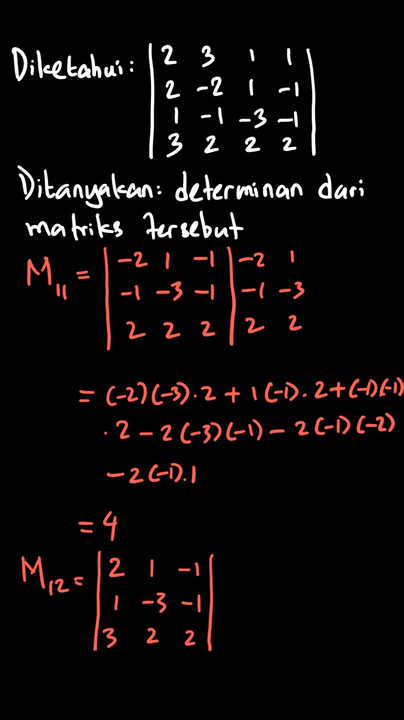 Diketahui: | 2 3 1 1 |
| 2 -2 1 -1 |
| 1 -1 -3 -1 |
| 3 2 2 2 |
Ditanyakan: determinan dari
matriks tersebut
M₁₁ = | -2 1 -1 | -2 1
| -1 -3 -1 | -1 -3
| 2 2 2 | 2 2
= (-2)(-3).2 + 1(-1).2 + (-1)(-1)
.2 - 2(-3)(-1) - 2(-1)(-2)
- 2(-1).1
= 4
M₁₂ = | 2 1 -1 |
| 1 -3 -1 |
| 3 2 2 |